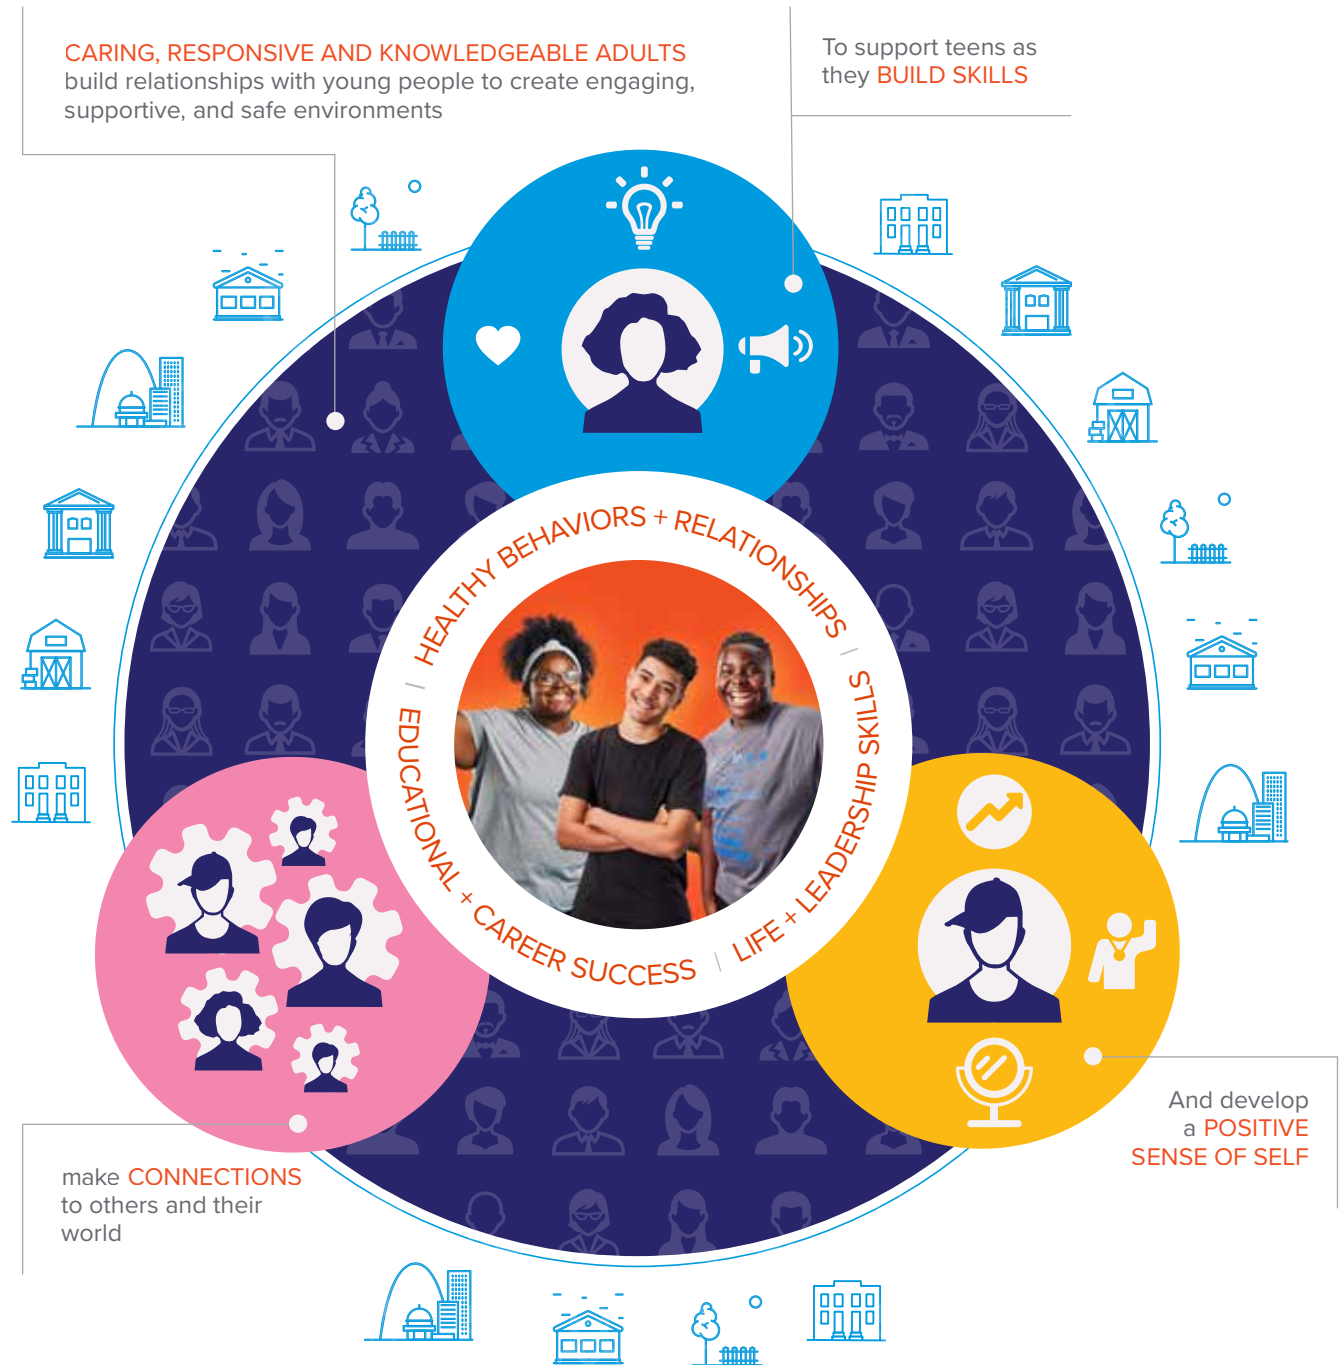 CARING, RESPONSIVE AND KNOWLEDGEABLE ADULTS
build relationships with young people to create engaging,
supportive, and safe environments
To support teens as
they BUILD SKILLS
HEALTHY BEHAVIORS + RELATIONSHIPS |
LIFE + LEADERSHIP SKILLS |
EDUCATIONAL + CAREER SUCCESS |
And develop
a POSITIVE
SENSE OF SELF
make CONNECTIONS
to others and their
world